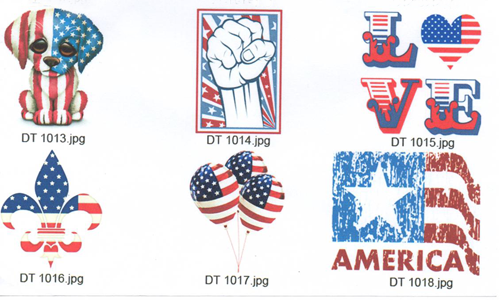 L
VE
DT 1013.jpg
DT 1014.jpg
DT 1015.jpg
AMERICA
DT 1016.jpg
DT 1017.jpg
DT 1018.jpg